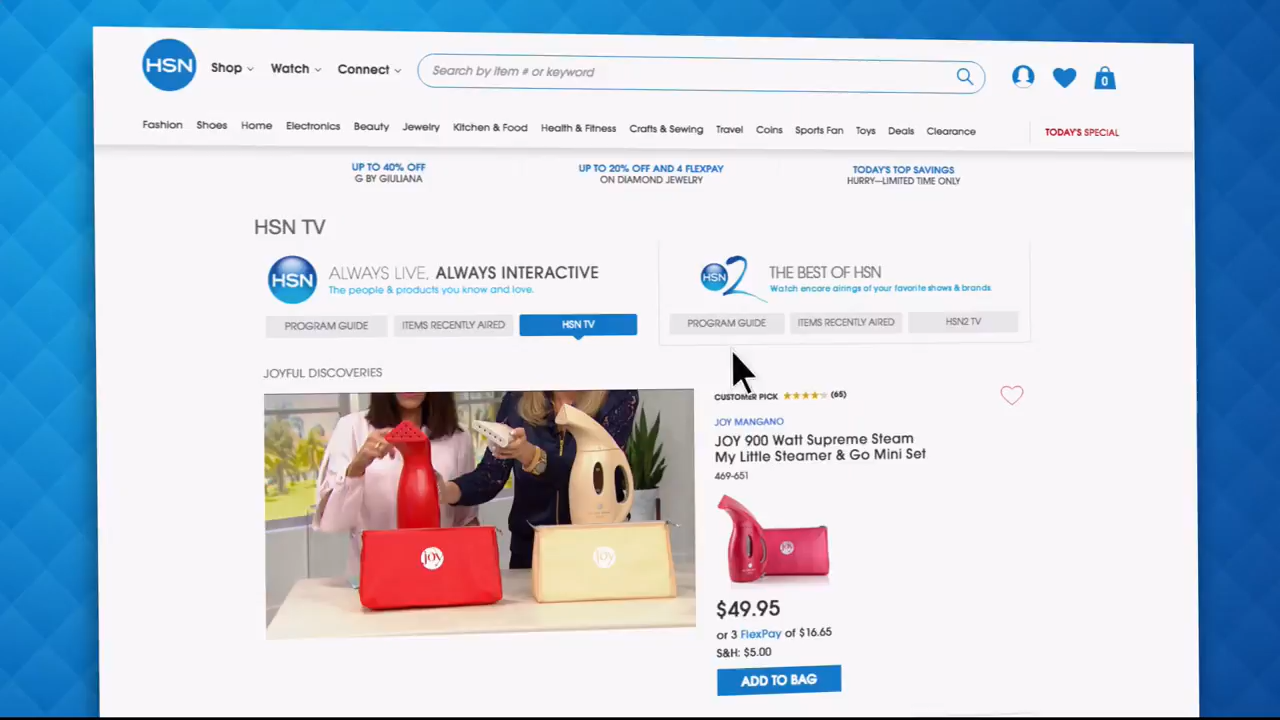 HSN
Shop
Watch
Connect
Search by item # or keyword
0
Fashion
Shoes
Home
Electronics
Beauty
Jewelry
Kitchen & Food
Health & Fitness
Crafts & Sewing
Travel
Coins
Sports Fan
Toys
Deals
Clearance
TODAY'S SPECIAL
UP TO 40% OFF
G BY GIULIANA
UP TO 20% OFF AND 4 FLEXPAY
ON DIAMOND JEWELRY
TODAY'S TOP SAVINGS
HURRY—LIMITED TIME ONLY
HSN TV
HSN
ALWAYS LIVE, ALWAYS INTERACTIVE
The people & products you know and love.
PROGRAM GUIDE
ITEMS RECENTLY AIRED
HSN TV
HSN2
THE BEST OF HSN
Watch encore airings of your favorite shows & brands.
PROGRAM GUIDE
ITEMS RECENTLY AIRED
HSN2 TV
JOYFUL DISCOVERIES
joy
joy
CUSTOMER PICK
(65)
JOY MANGANO
JOY 900 Watt Supreme Steam
My Little Steamer & Go Mini Set
469-651
$49.95
or 3 FlexPay of $16.65
S&H: $5.00
ADD TO BAG